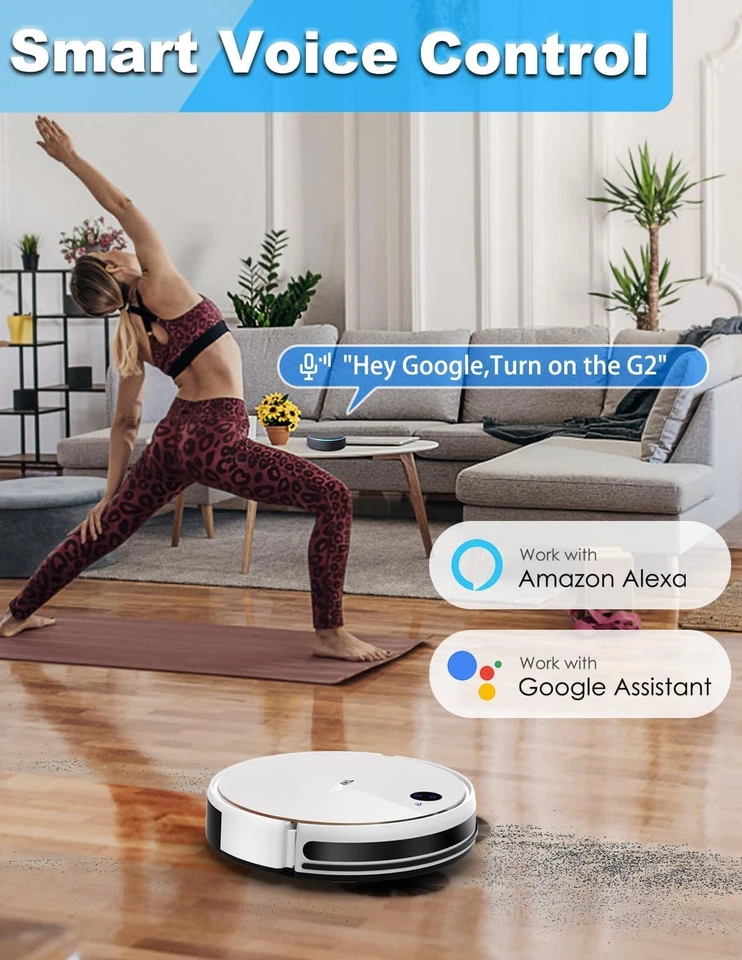 Smart Voice Control
"Hey Google,Turn on the G2"
Work with
Amazon Alexa
Work with
Google Assistant